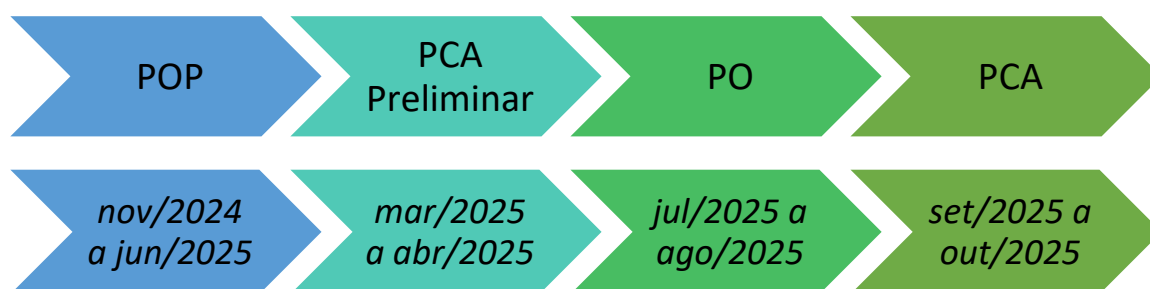 POP
PCA
Preliminar
PO
PCA
nov/2024
a jun/2025
mar/2025
a abr/2025
jul/2025 a
ago/2025
set/2025 a
out/2025